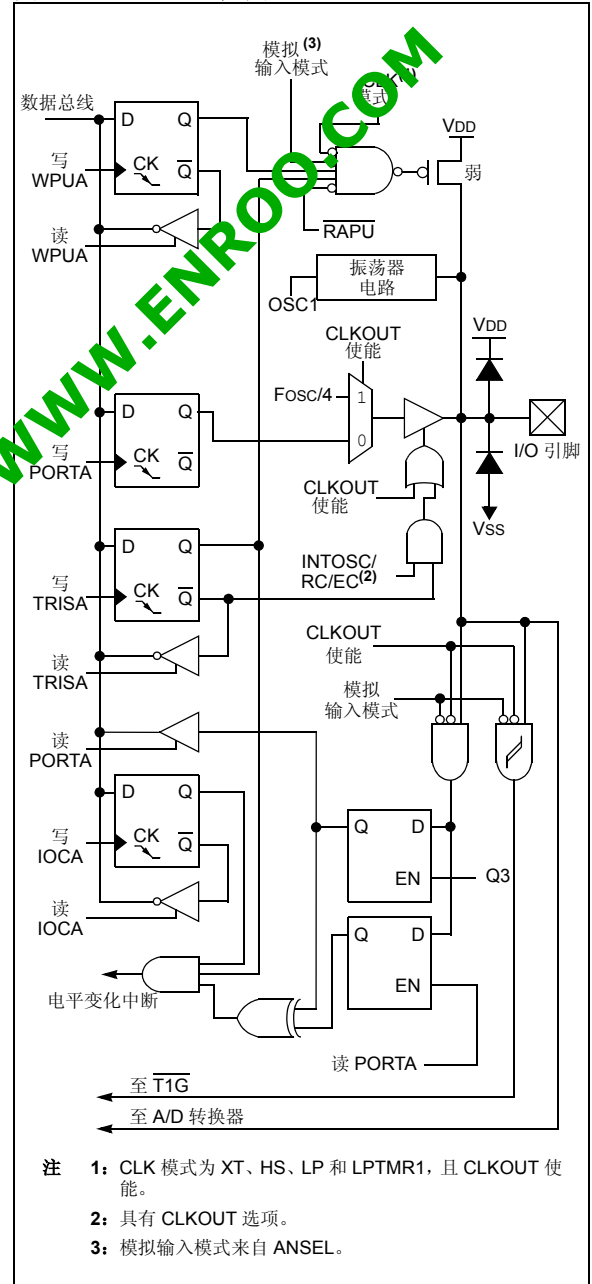 模拟 (3)
输入模式
模式
数据总线
D
Q
写
WPUA
CK
Q
读
WPUA
RAPU
VDD
弱
振荡器
电路
OSC1
CLKOUT
使能
FOSC/4
1
0
VDD
I/O 引脚
VSS
D
Q
写
PORTA
CK
Q
CLKOUT
使能
INTOSC/
RC/EC(2)
D
Q
写
TRISA
CK
Q
读
TRISA
CLKOUT
使能
模拟
输入模式
读
PORTA
D
Q
写
IOCA
CK
Q
读
IOCA
Q
D
EN
Q3
Q
D
EN
电平变化中断
读 PORTA
至 T1G
至 A/D 转换器
注 1: CLK 模式为 XT、HS、LP 和 LPTMR1，且 CLKOUT 使
能。
2: 具有 CLKOUT 选项。
3: 模拟输入模式来自 ANSEL。
WWW.ENROO.COM